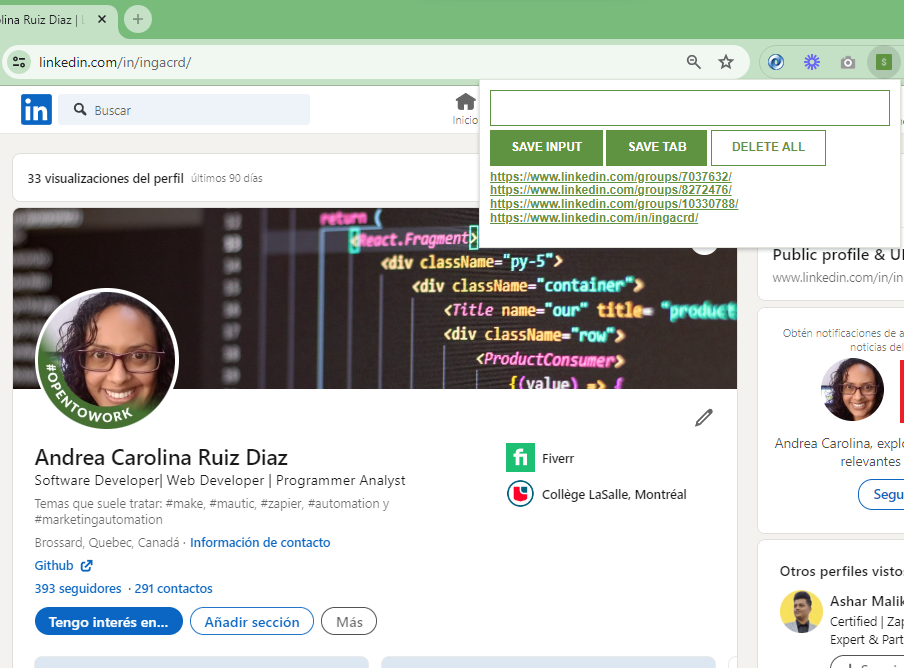 lina Ruiz Diaz |
linkedin.com/in/ingacrd/
in
Buscar
Inicio
SAVE INPUT
SAVE TAB
DELETE ALL
https://www.linkedin.com/groups/7037632/
https://www.linkedin.com/groups/8272476/
https://www.linkedin.com/groups/10330788/
https://www.linkedin.com/in/ingacrd/
33 visualizaciones del perfil últimos 90 días
return (
<React.Fragment>
<div className="py-5">
<div className="container">
<Title name="our" title= "product
<div className="row">
<ProductConsumer>
{(value) => {
#OPENTOWORK
Andrea Carolina Ruiz Diaz
Software Developer| Web Developer | Programmer Analyst
Temas que suele tratar: #make, #mautic, #zapier, #automation y
#marketingautomation
Brossard, Quebec, Canadá · Información de contacto
Github
393 seguidores · 291 contactos
Tengo interés en...
Añadir sección
Más
fi Fiverr
Collège LaSalle, Montréal
Public profile & U
www.linkedin.com/in/in
Obtén notificaciones de a
noticias del
Andrea Carolina, explo
relevantes
Segu
Otros perfiles visto
Ashar Malik
Certified | Zap
Expert & Part